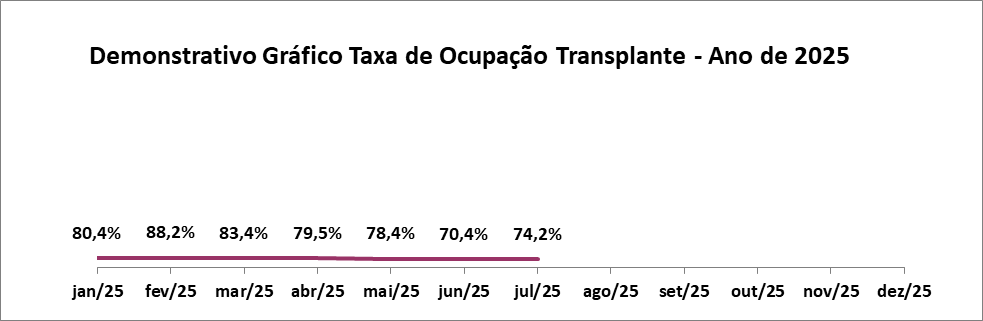 Demonstrativo Gráfico Taxa de Ocupação Transplante - Ano de 2025
80,4% 88,2% 83,4% 79,5% 78,4% 70,4% 74,2%
jan/25 fev/25 mar/25 abr/25 mai/25 jun/25 jul/25 ago/25 set/25 out/25 nov/25 dez/25